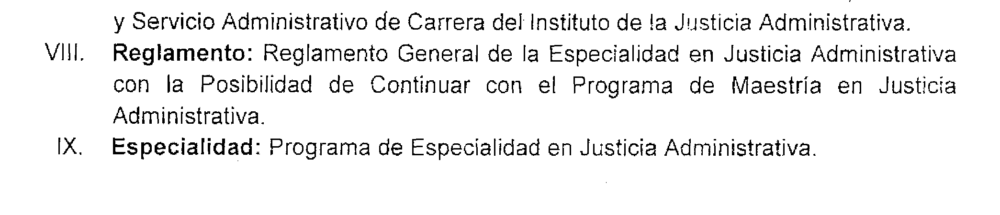 y Servicio Administrativo de Carrera del Instituto de la Justicia Administrativa.
VIII. Reglamento: Reglamento General de la Especialidad en Justicia Administrativa
con la Posibilidad de Continuar con el Programa de Maestría en Justicia
Administrativa.
IX. Especialidad: Programa de Especialidad en Justicia Administrativa.